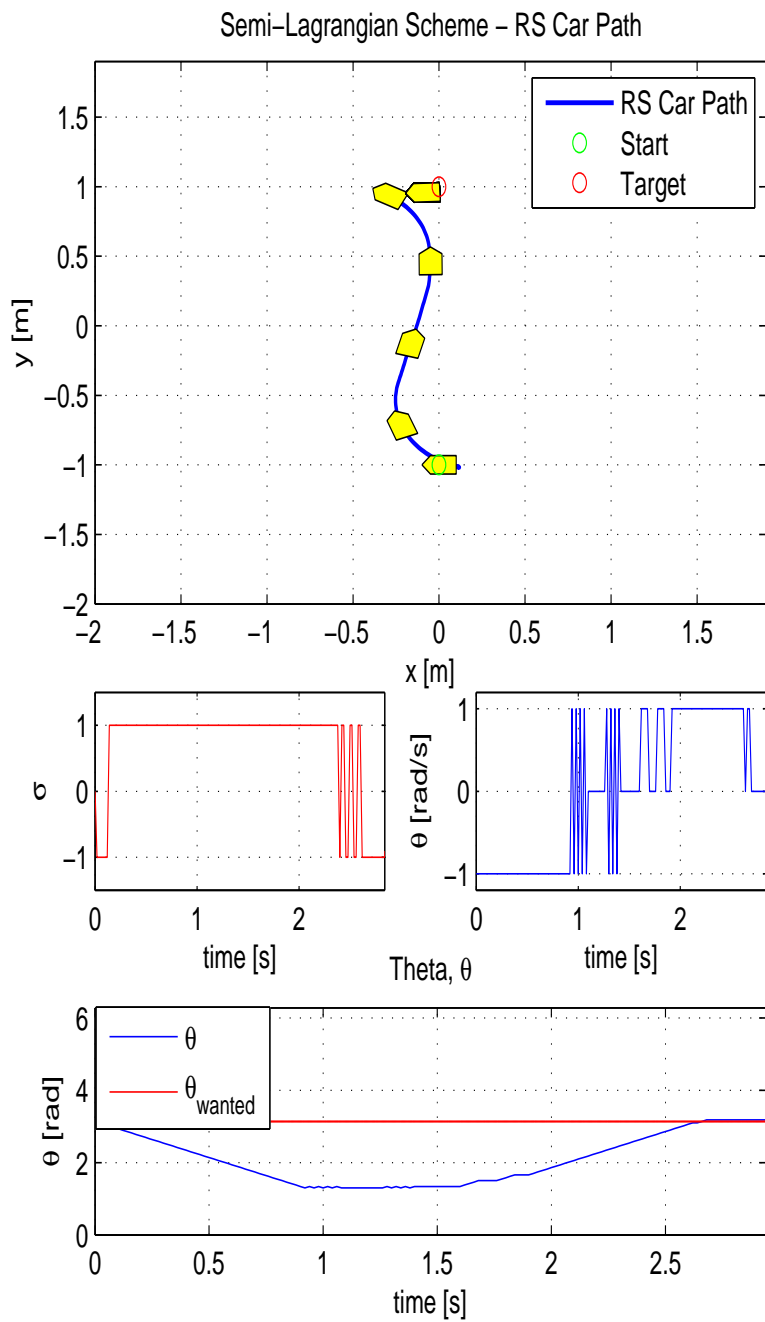 Semi−Lagrangian Scheme − RS Car Path
RS Car Path
Start
Target
1.5
1
0.5
0
−0.5
−1
−1.5
−2
y [m]
−2 −1.5 −1 −0.5 0 0.5 1 1.5
x [m]
1
0
−1
σ
0 1 2
time [s]
1
0
−1
θ [rad/s]
0 1 2
time [s]
Theta, θ
θ
θwanted
6
4
2
0
θ [rad]
0 0.5 1 1.5 2 2.5
time [s]